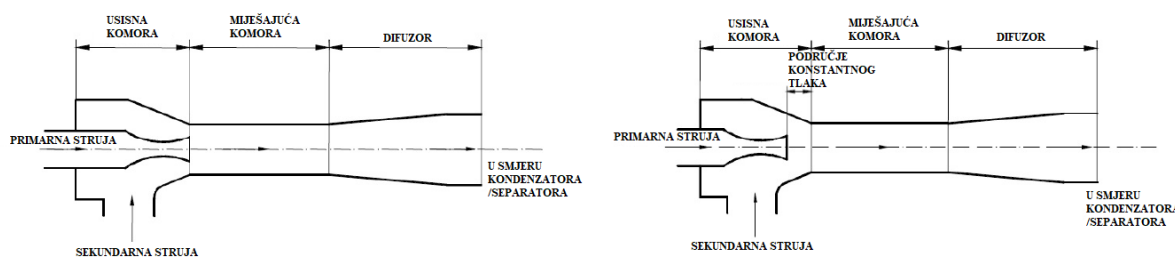 USISNA
KOMORA
MIJEŠAJUĆA
KOMORA
DIFUZOR
PRIMARNA STRUJA
U SMJERU
KONDENZATORA
/SEPARATORA
SEKUNDARNA STRUJA
USISNA
KOMORA
MIJEŠAJUĆA
KOMORA
DIFUZOR
PODRUČJE
KONSTANTNOG
TLAKA
PRIMARNA STRUJA
U SMJERU
KONDENZATORA
/SEPARATORA
SEKUNDARNA STRUJA